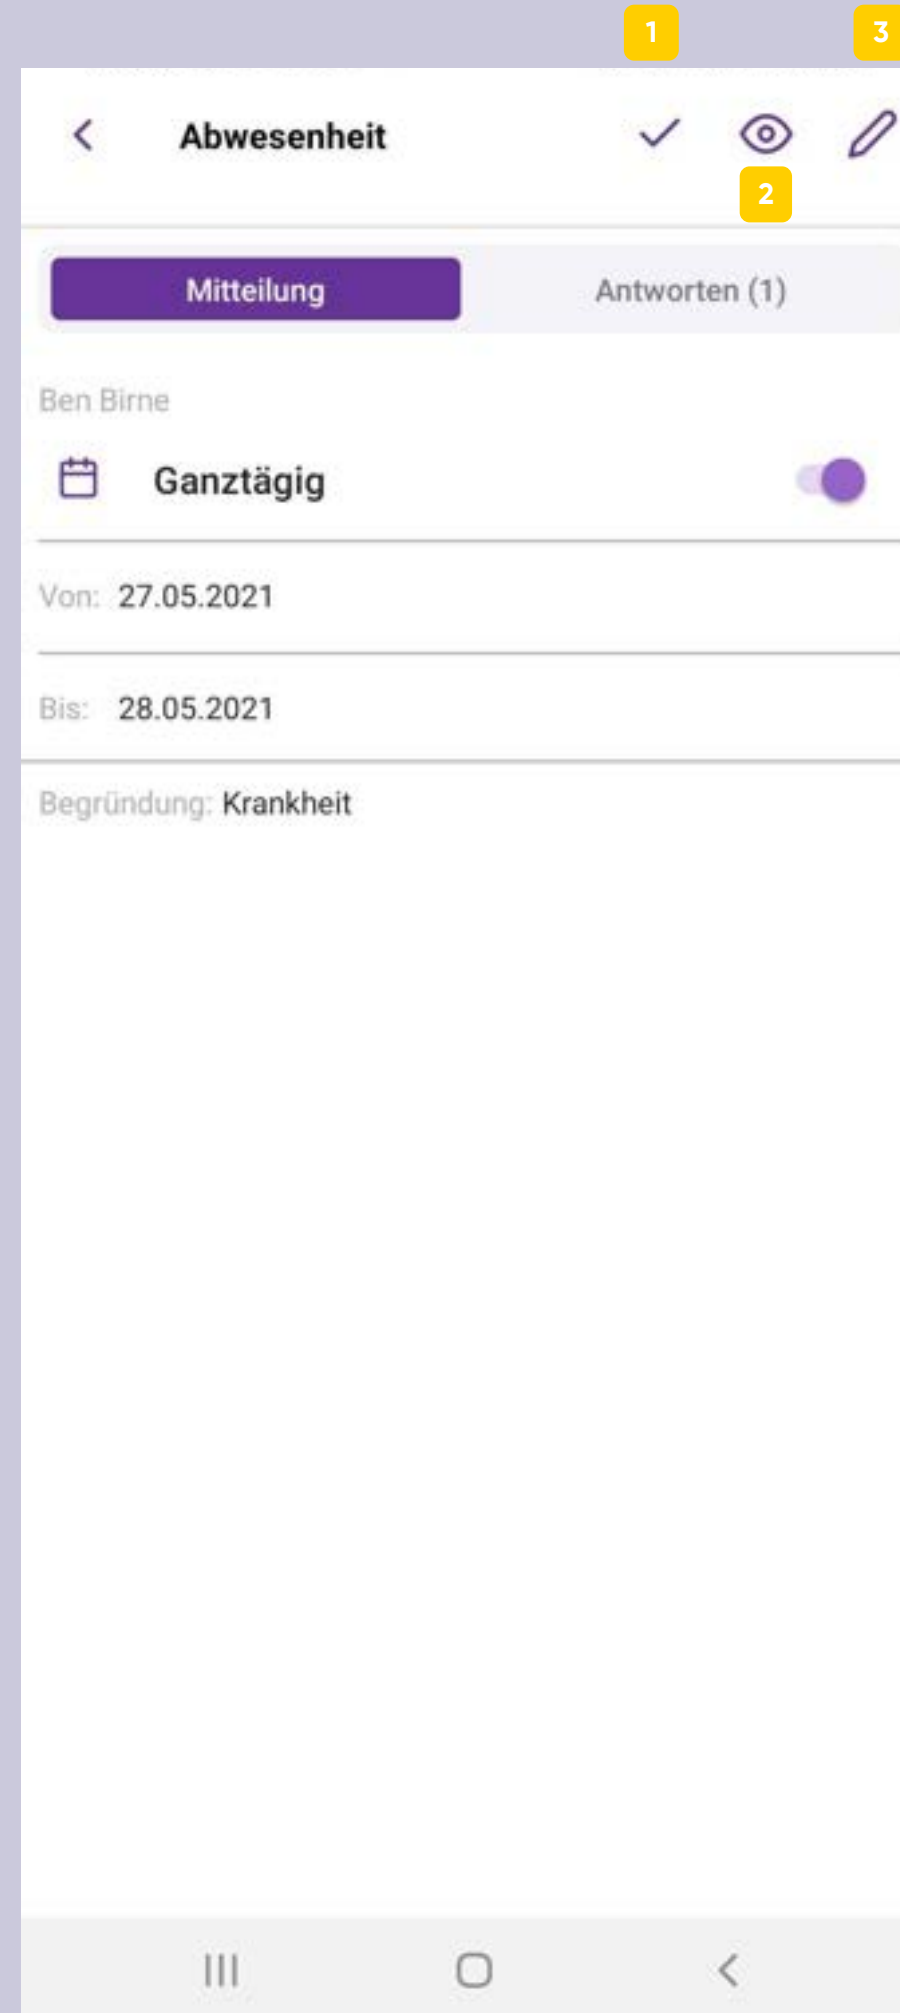 1
3
Abwesenheit
2
Mitteilung
Antworten (1)
Ben Birne
Ganztägig
Von: 27.05.2021
Bis: 28.05.2021
Begründung: Krankheit